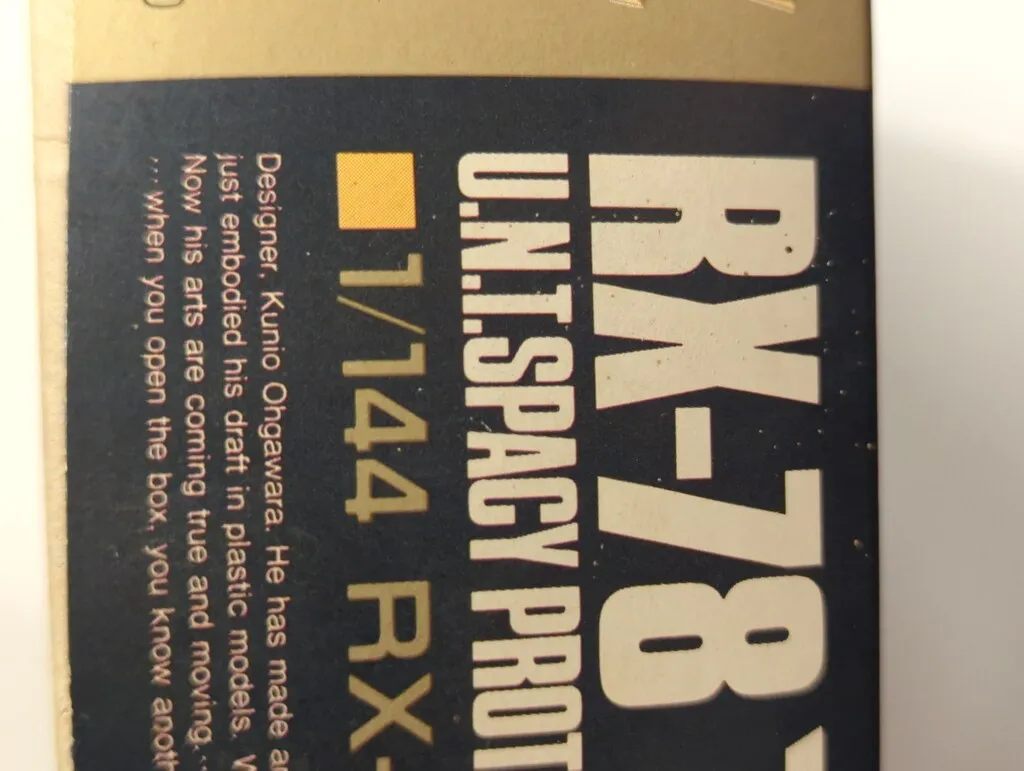 RX-78
U.N.T.SPACY PROT
1/144 RX-
Designer, Kunio Ohgawara. He has made a
just embodied his draft in plastic models. W
Now his arts are coming true and moving...
...when you open the box, you know anoth